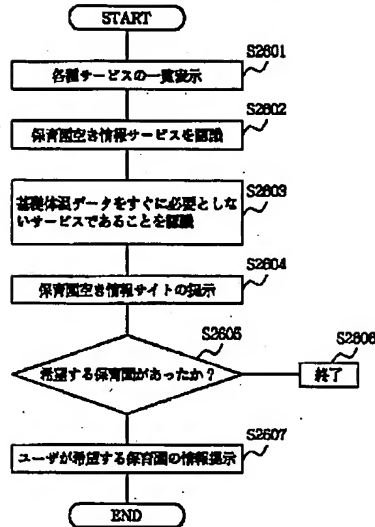 START
S2601
各種サービスの一覧表示
S2602
保育園空き情報サービスを認識
S2603
基礎体温データをすぐに必要としな
いサービスであることを認識
S2604
保育園空き情報サイトの提示
S2605
希望する保育園があったか？
S2606
終了
S2607
ユーザが希望する保育園の情報提示
END